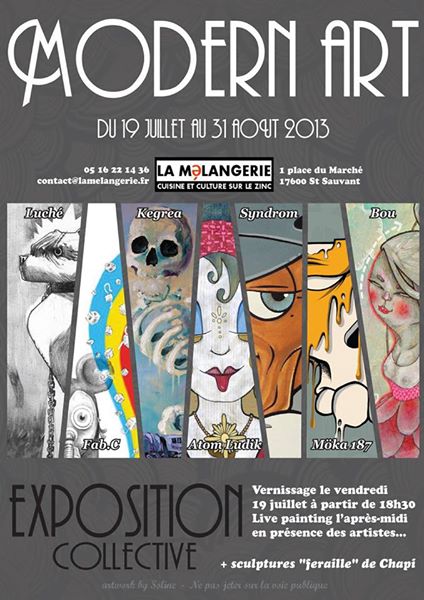 MODERN ART
DU 19 JUILLET AU 31 AOUT 2013
05 16 22 14 36
contact@lamelangerie.fr
LA MəLANGERIE
CUISINE ET CULTURE SUR LE ZINC
1 place du Marché
17600 St Sauvant
Luché
Kegrea
Syndrom
Bou
Fab.C
Atom Ludik
Möka 187
EXPOSITION
COLLECTIVE
Vernissage le vendredi
19 juillet à partir de 18h30
Live painting l'après-midi
en présence des artistes...
+ sculptures "feraille" de Chapi
artwork by Soline - Ne pas jeter sur la voie publique